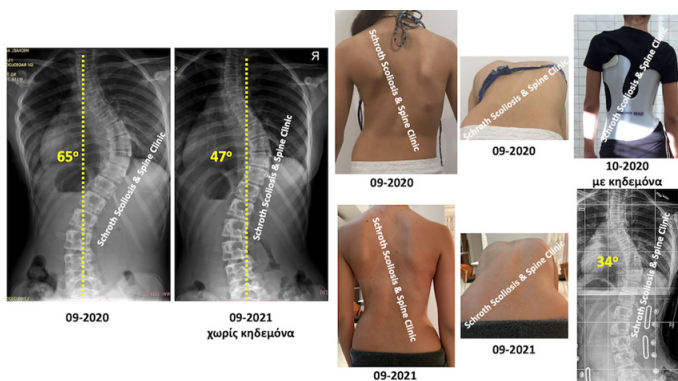 65º
Schroth Scoliosis & Spine Clinic
09-2020
R
47º
Schroth Scoliosis & Spine Clinic
09-2021
χωρίς κηδεμόνα
Schroth Scoliosis & Spine Clinic
09-2020
Schroth Scoliosis & Spine Clinic
09-2020
Schroth Scoliosis & Spine Clinic
10-2020
με κηδεμόνα
Schroth Scoliosis & Spine Clinic
09-2021
Schroth Scoliosis & Spine Clinic
09-2021
34º
Schroth Scoliosis & Spine Clinic